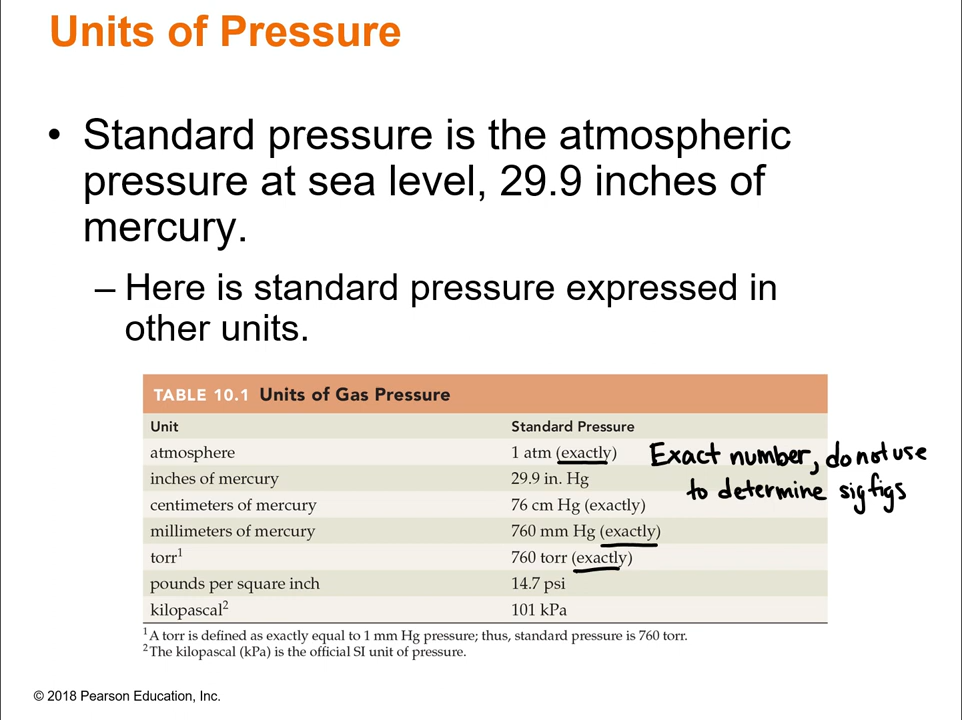 Units of Pressure
• Standard pressure is the atmospheric
pressure at sea level, 29.9 inches of
mercury.
– Here is standard pressure expressed in
other units.
TABLE 10.1 Units of Gas Pressure
Unit Standard Pressure
atmosphere 1 atm (exactly)
inches of mercury 29.9 in. Hg
centimeters of mercury 76 cm Hg (exactly)
millimeters of mercury 760 mm Hg (exactly)
torr¹ 760 torr (exactly)
pounds per square inch 14.7 psi
kilopascal² 101 kPa
Exact number, do not use
to determine sig figs
¹A torr is defined as exactly equal to 1 mm Hg pressure; thus, standard pressure is 760 torr.
²The kilopascal (kPa) is the official SI unit of pressure.
© 2018 Pearson Education, Inc.